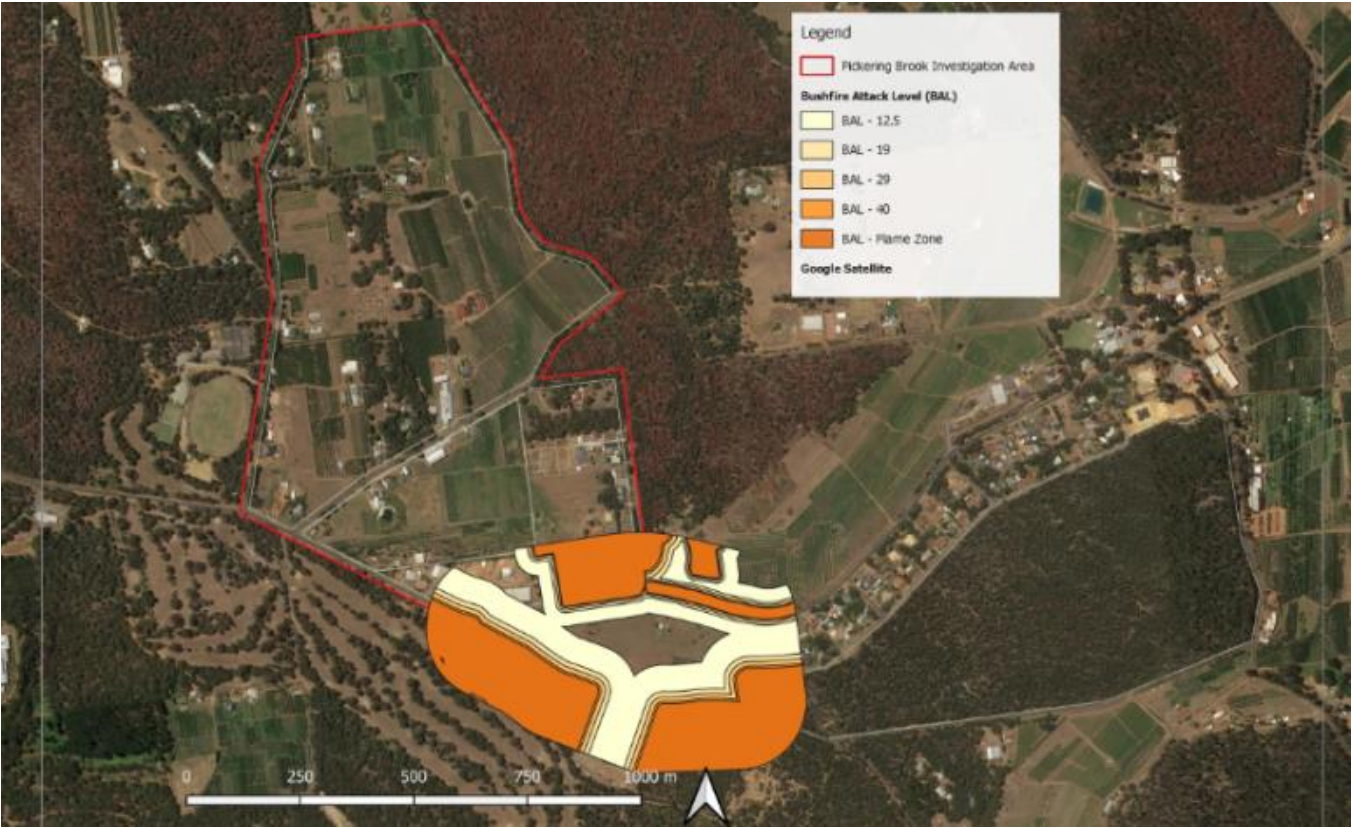 Legend
Pickering Brook Investigation Area
Bushfire Attack Level (BAL)
BAL - 12.5
BAL - 19
BAL - 29
BAL - 40
BAL - Flame Zone
Google Satellite
0 250 500 750 1000 m